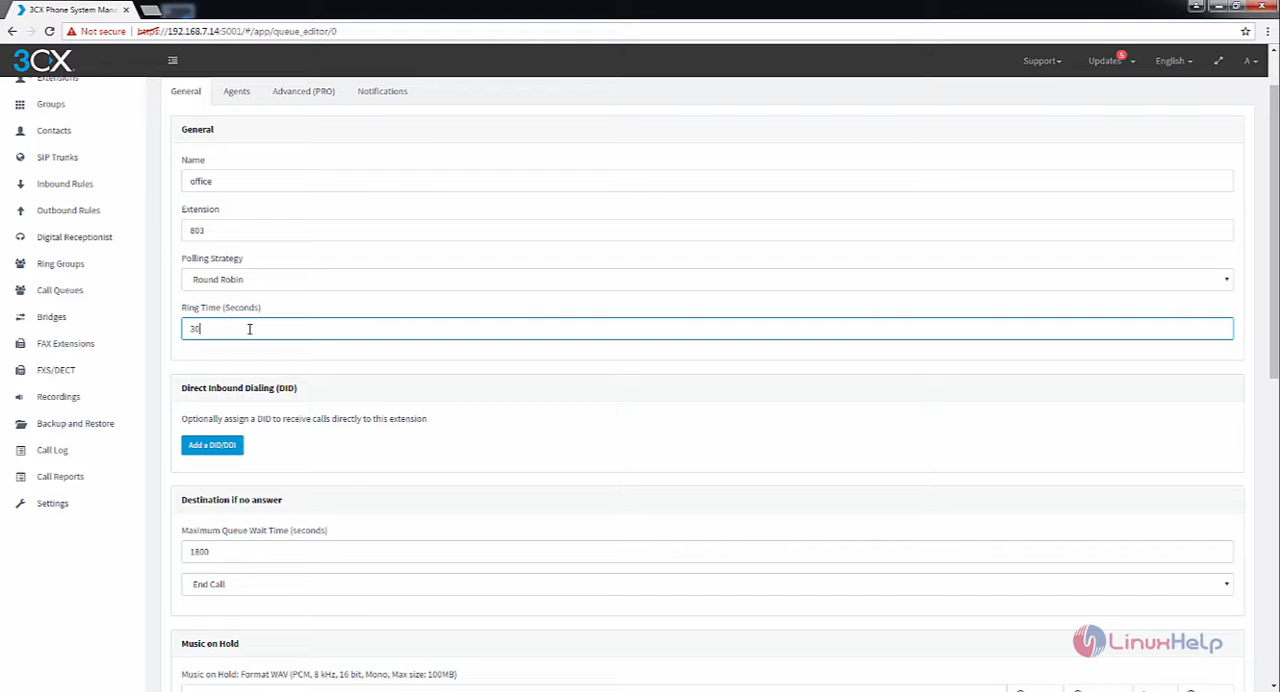 3CX Phone System Mana
Not secure https://192.168.7.14:5001/#/app/queue_editor/0
3CX
Support
Updates 5
English
A
Extensions
Groups
Contacts
SIP Trunks
Inbound Rules
Outbound Rules
Digital Receptionist
Ring Groups
Call Queues
Bridges
FAX Extensions
FXS/DECT
Recordings
Backup and Restore
Call Log
Call Reports
Settings
General Agents Advanced (PRO) Notifications
General
Name
office
Extension
803
Polling Strategy
Round Robin
Ring Time (Seconds)
30
Direct Inbound Dialing (DID)
Optionally assign a DID to receive calls directly to this extension
Add a DID/DDI
Destination if no answer
Maximum Queue Wait Time (seconds)
1800
End Call
Music on Hold
Music on Hold: Format WAV (PCM, 8 kHz, 16 bit, Mono, Max size: 100MB)
LinuxHelp